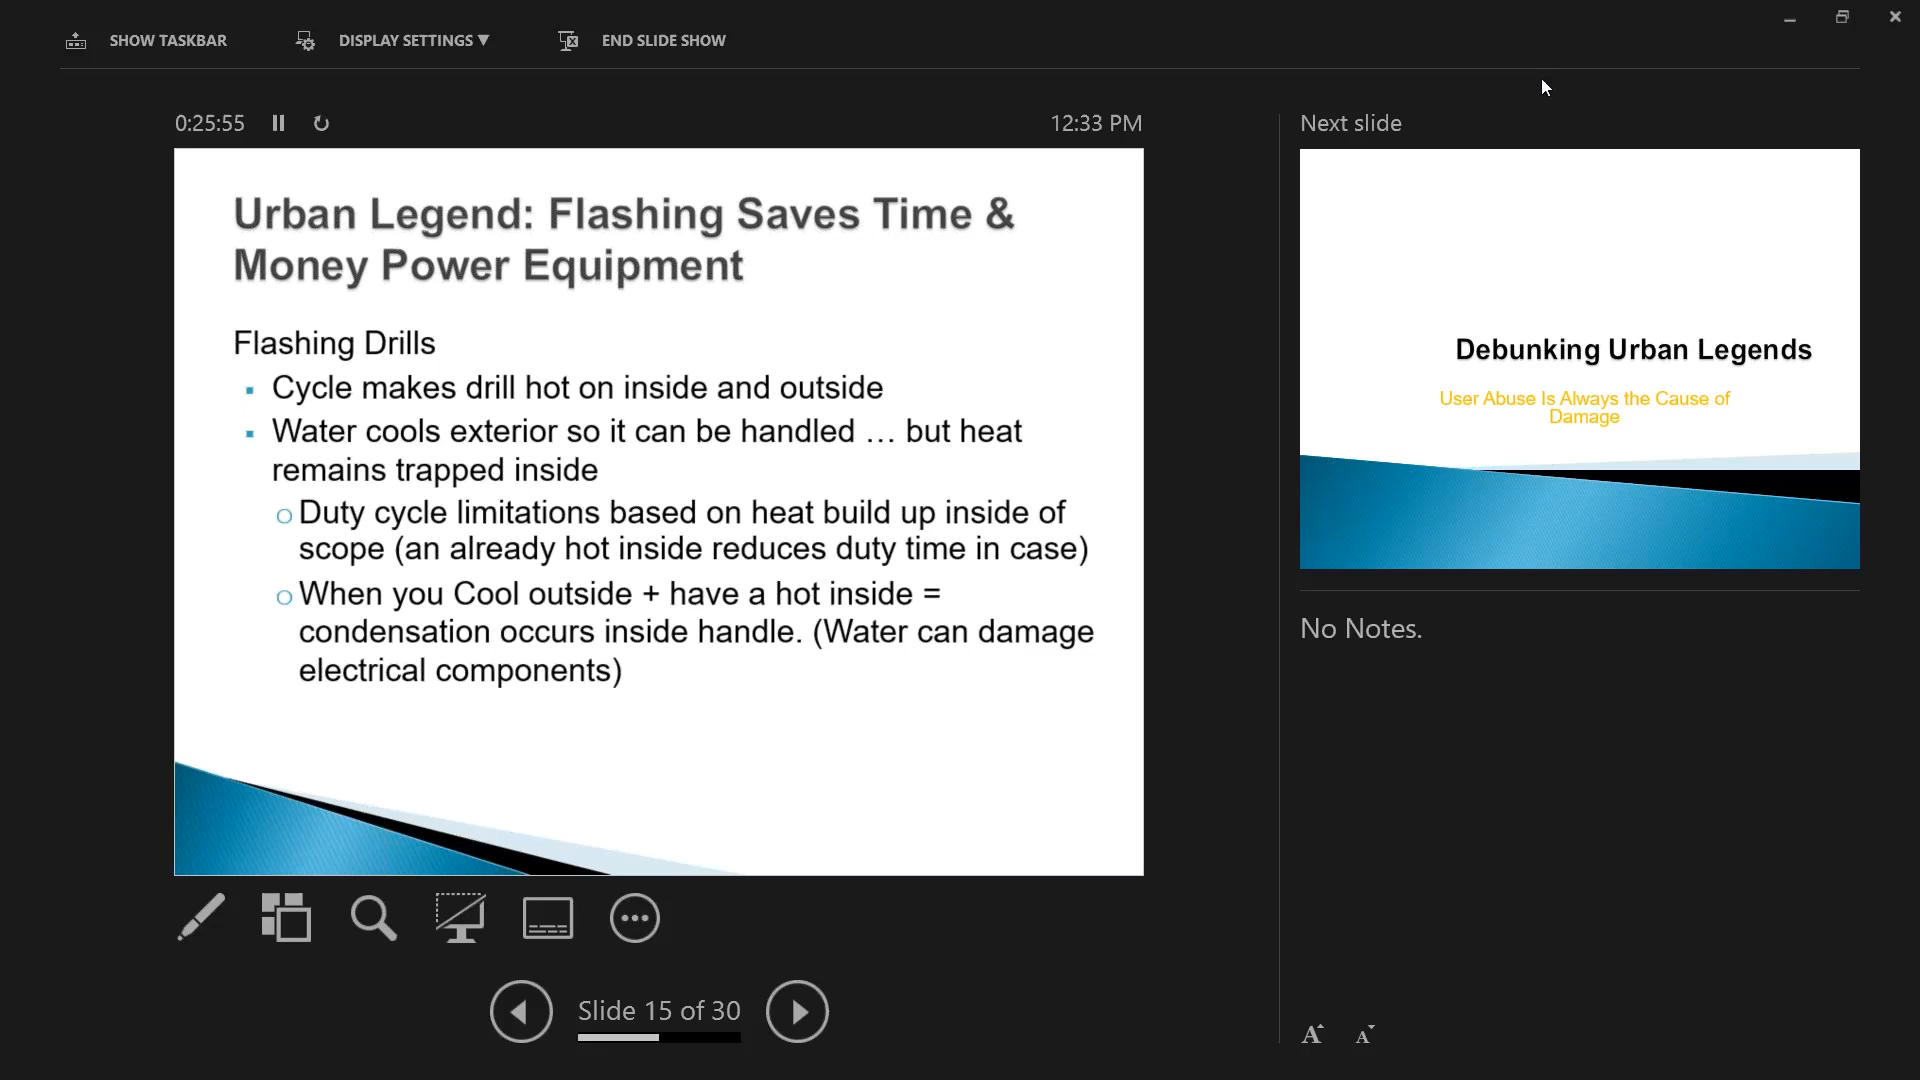 SHOW TASKBAR
DISPLAY SETTINGS ▼
END SLIDE SHOW
0:25:55
12:33 PM
Urban Legend: Flashing Saves Time &
Money Power Equipment
Flashing Drills
▪ Cycle makes drill hot on inside and outside
▪ Water cools exterior so it can be handled … but heat
remains trapped inside
o Duty cycle limitations based on heat build up inside of
scope (an already hot inside reduces duty time in case)
o When you Cool outside + have a hot inside =
condensation occurs inside handle. (Water can damage
electrical components)
Slide 15 of 30
Next slide
Debunking Urban Legends
User Abuse Is Always the Cause of
Damage
No Notes.
A A